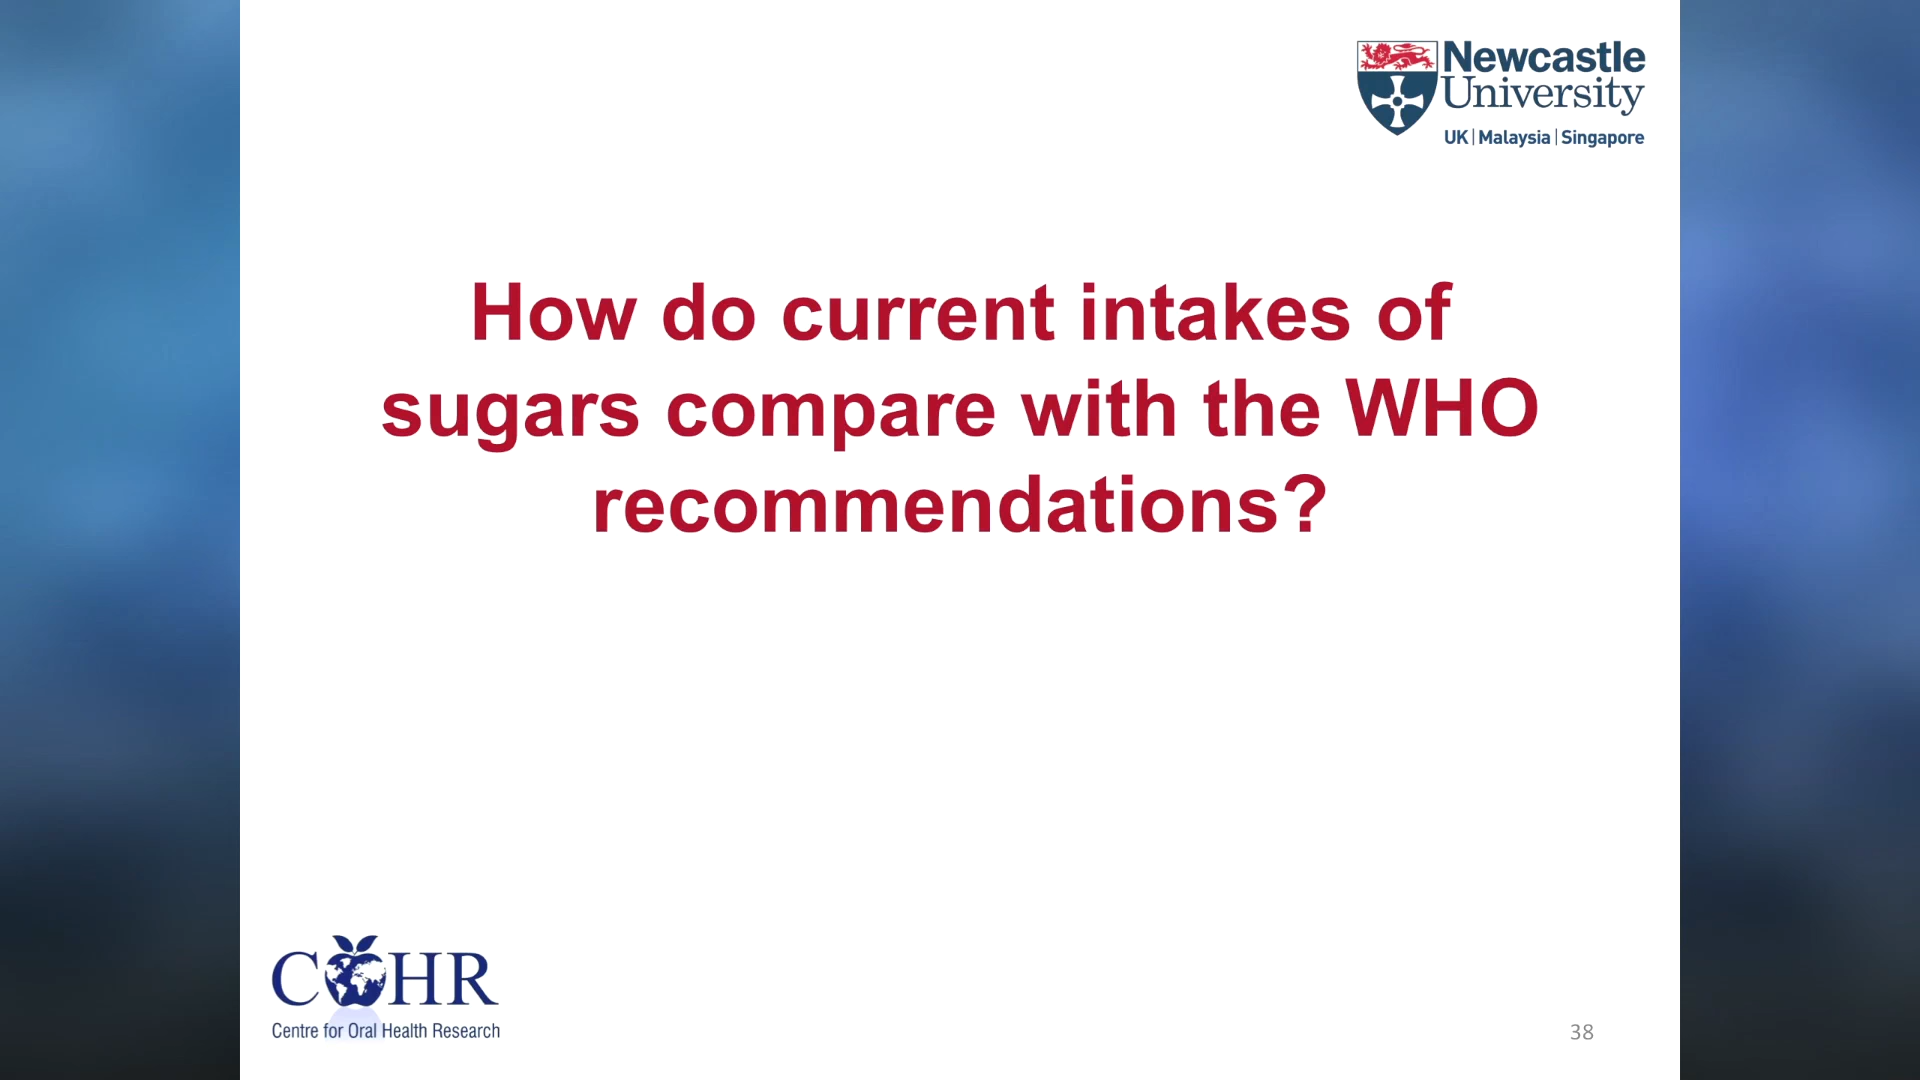 Newcastle
University
UK | Malaysia | Singapore
How do current intakes of
sugars compare with the WHO
recommendations?
COHR
Centre for Oral Health Research
38